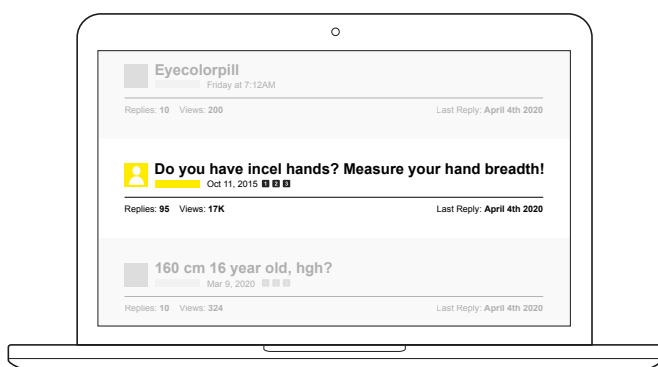 Eyecolorpill
Friday at 7:12AM
Replies: 10 Views: 200 Last Reply: April 4th 2020
Do you have incel hands? Measure your hand breadth!
Oct 11, 2015 1 2 3
Replies: 95 Views: 17K Last Reply: April 4th 2020
160 cm 16 year old, hgh?
Mar 9, 2020
Replies: 10 Views: 324 Last Reply: April 4th 2020